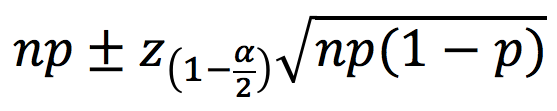 np ± z_(1−α/2) √np(1 − p)